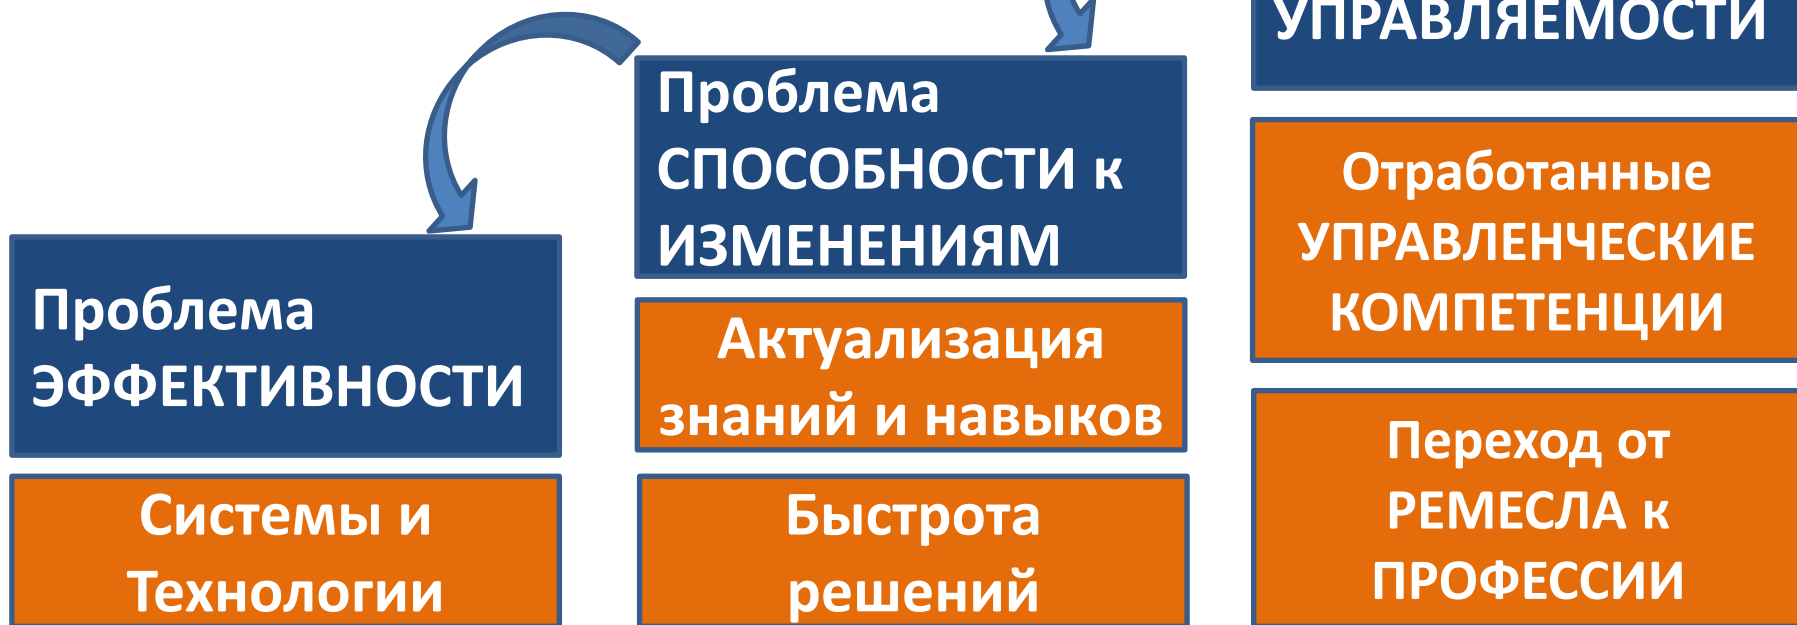 Проблема
ЭФФЕКТИВНОСТИ
Системы и
Технологии
Проблема
СПОСОБНОСТИ к
ИЗМЕНЕНИЯМ
Актуализация
знаний и навыков
Быстрота
решений
УПРАВЛЯЕМОСТИ
Отработанные
УПРАВЛЕНЧЕСКИЕ
КОМПЕТЕНЦИИ
Переход от
РЕМЕСЛА к
ПРОФЕССИИ